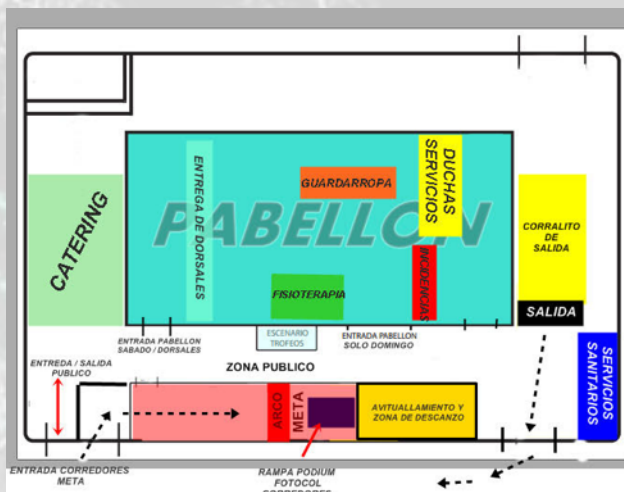 CATERING
ENTREGA DE DORSALES
PABELLON
GUARDARROPA
DUCHAS
SERVICIOS
INCIDENCIAS
FISIOTERAPIA
CORRALITO
DE
SALIDA
SALIDA
ENTRADA PABELLON
SABADO / DORSALES
ESCENARIO
TROFEOS
ENTRADA PABELLON
SOLO DOMINGO
SERVICIOS
SANITARIOS
ENTREDA / SALIDA
PUBLICO
ZONA PUBLICO
ARCO
META
AVITUALLAMIENTO Y
ZONA DE DESCANZO
ENTRADA CORREDORES
META
RAMPA PODIUM
FOTOCOL
CORREDORES